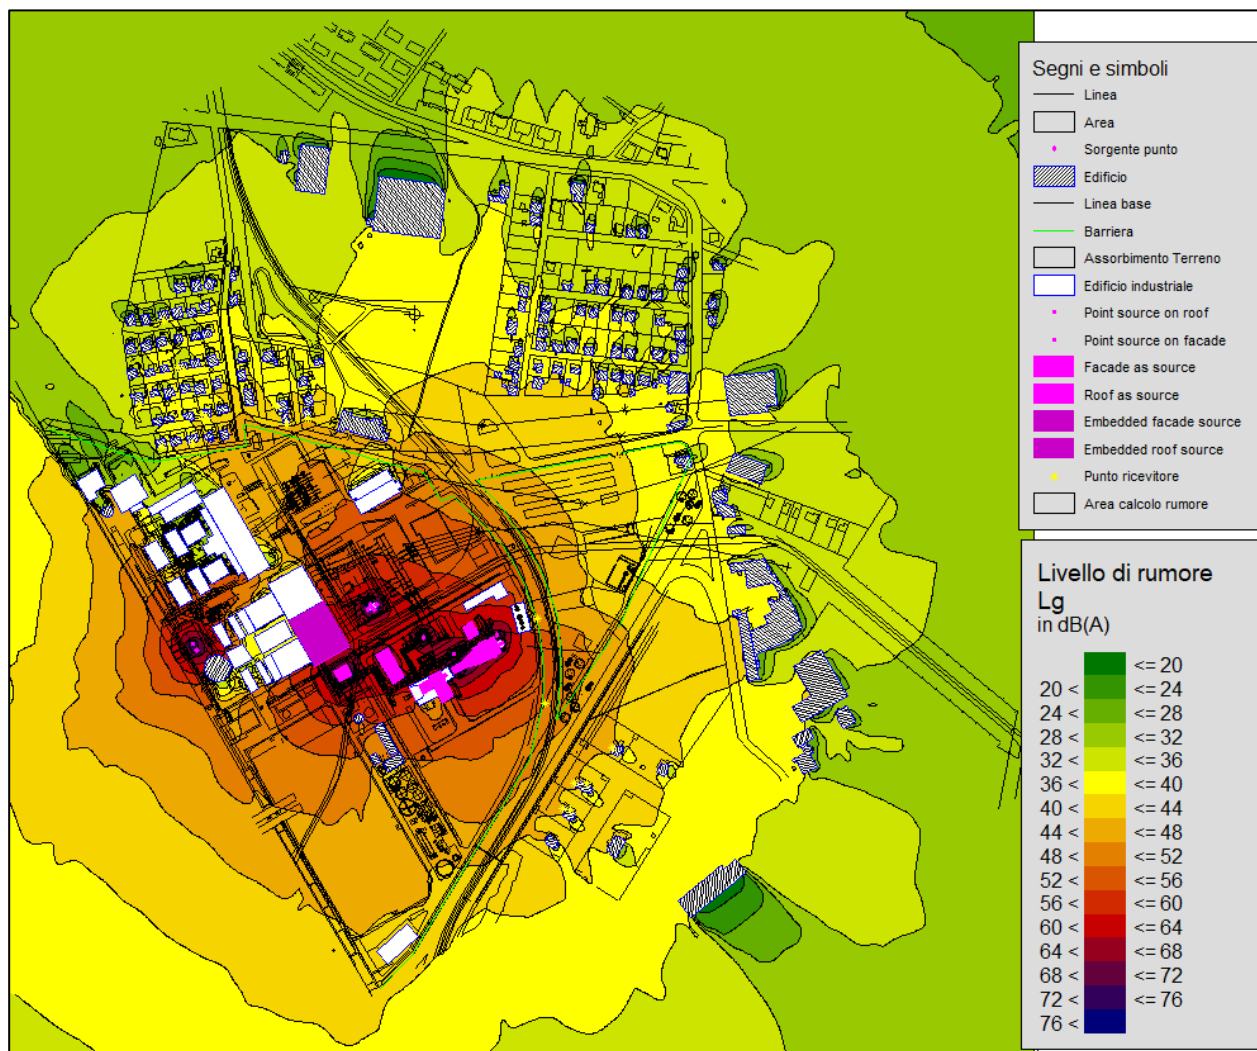 Segni e simboli
Linea
Area
Sorgente punto
Edificio
Linea base
Barriera
Assorbimento Terreno
Edificio industriale
Point source on roof
Point source on facade
Facade as source
Roof as source
Embedded facade source
Embedded roof source
Punto ricevitore
Area calcolo rumore
Livello di rumore
Lg
in dB(A)
<= 20
20 < <= 24
24 < <= 28
28 < <= 32
32 < <= 36
36 < <= 40
40 < <= 44
44 < <= 48
48 < <= 52
52 < <= 56
56 < <= 60
60 < <= 64
64 < <= 68
68 < <= 72
72 < <= 76
76 <